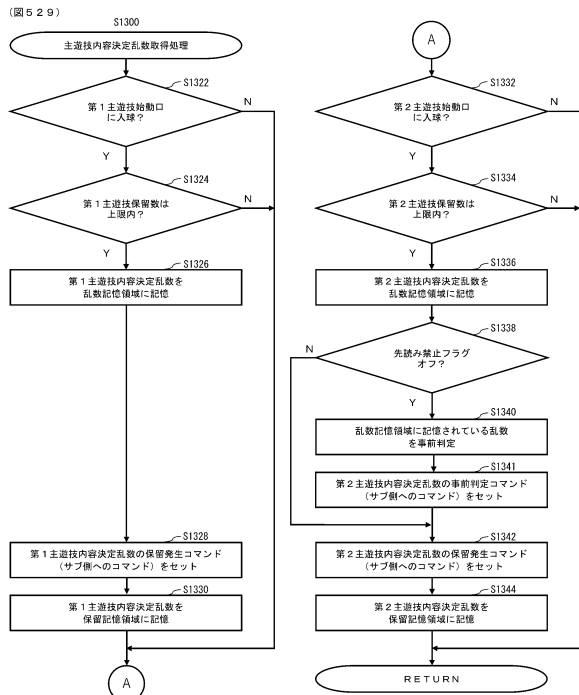 （図５２９）
S1300
主遊技内容決定乱数取得処理
S1322
第１主遊技始動口
に入球？
N
Y
S1324
第１主遊技保留数は
上限内？
N
Y
S1326
第１主遊技内容決定乱数を
乱数記憶領域に記憶
S1328
第１主遊技内容決定乱数の保留発生コマンド
（サブ側へのコマンド）をセット
S1330
第１主遊技内容決定乱数を
保留記憶領域に記憶
A
A
S1332
第２主遊技始動口
に入球？
N
Y
S1334
第２主遊技保留数は
上限内？
N
Y
S1336
第２主遊技内容決定乱数を
乱数記憶領域に記憶
S1338
先読み禁止フラグ
オフ？
N
Y
S1340
乱数記憶領域に記憶されている乱数
を事前判定
S1341
第２主遊技内容決定乱数の事前判定コマンド
（サブ側へのコマンド）をセット
S1342
第２主遊技内容決定乱数の保留発生コマンド
（サブ側へのコマンド）をセット
S1344
第２主遊技内容決定乱数を
保留記憶領域に記憶
ＲＥＴＵＲＮ